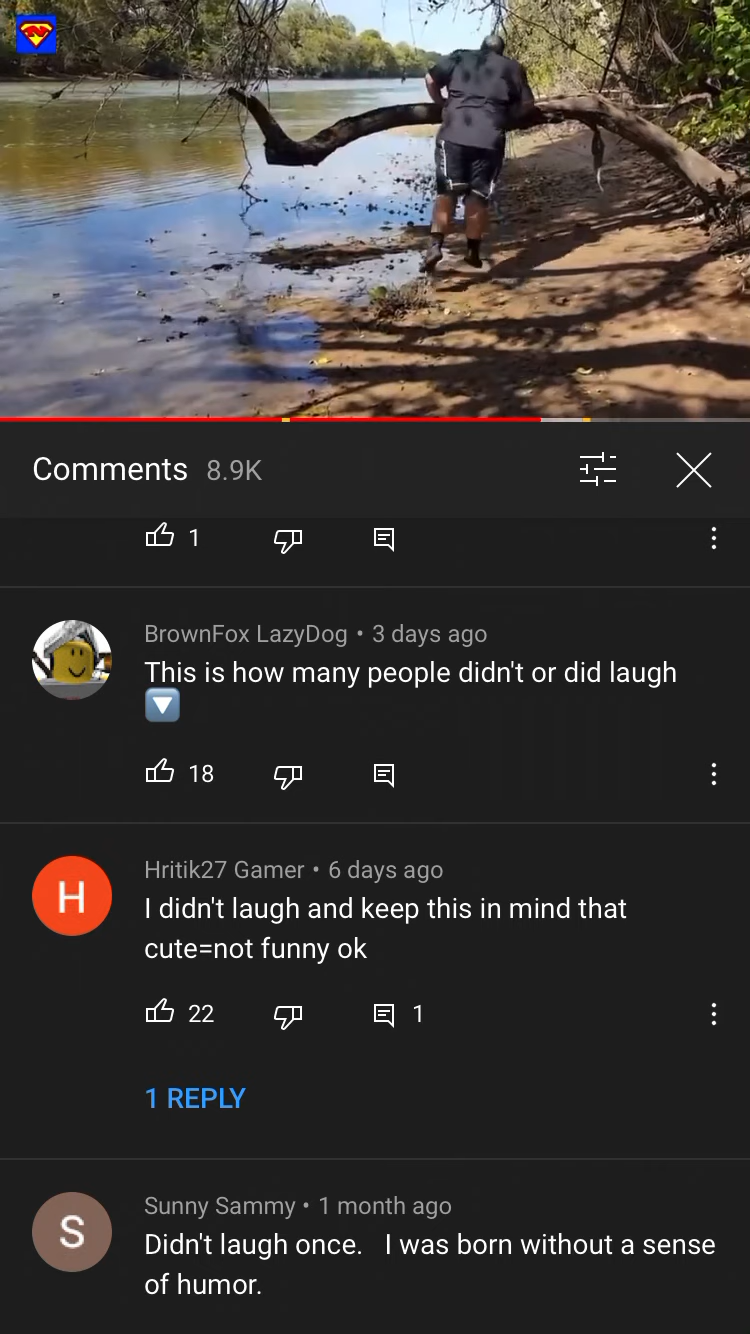 N
Comments 8.9K
1
BrownFox LazyDog • 3 days ago
This is how many people didn't or did laugh
🔽
18
H
Hritik27 Gamer • 6 days ago
I didn't laugh and keep this in mind that
cute=not funny ok
22 1
1 REPLY
S
Sunny Sammy • 1 month ago
Didn't laugh once.   I was born without a sense
of humor.